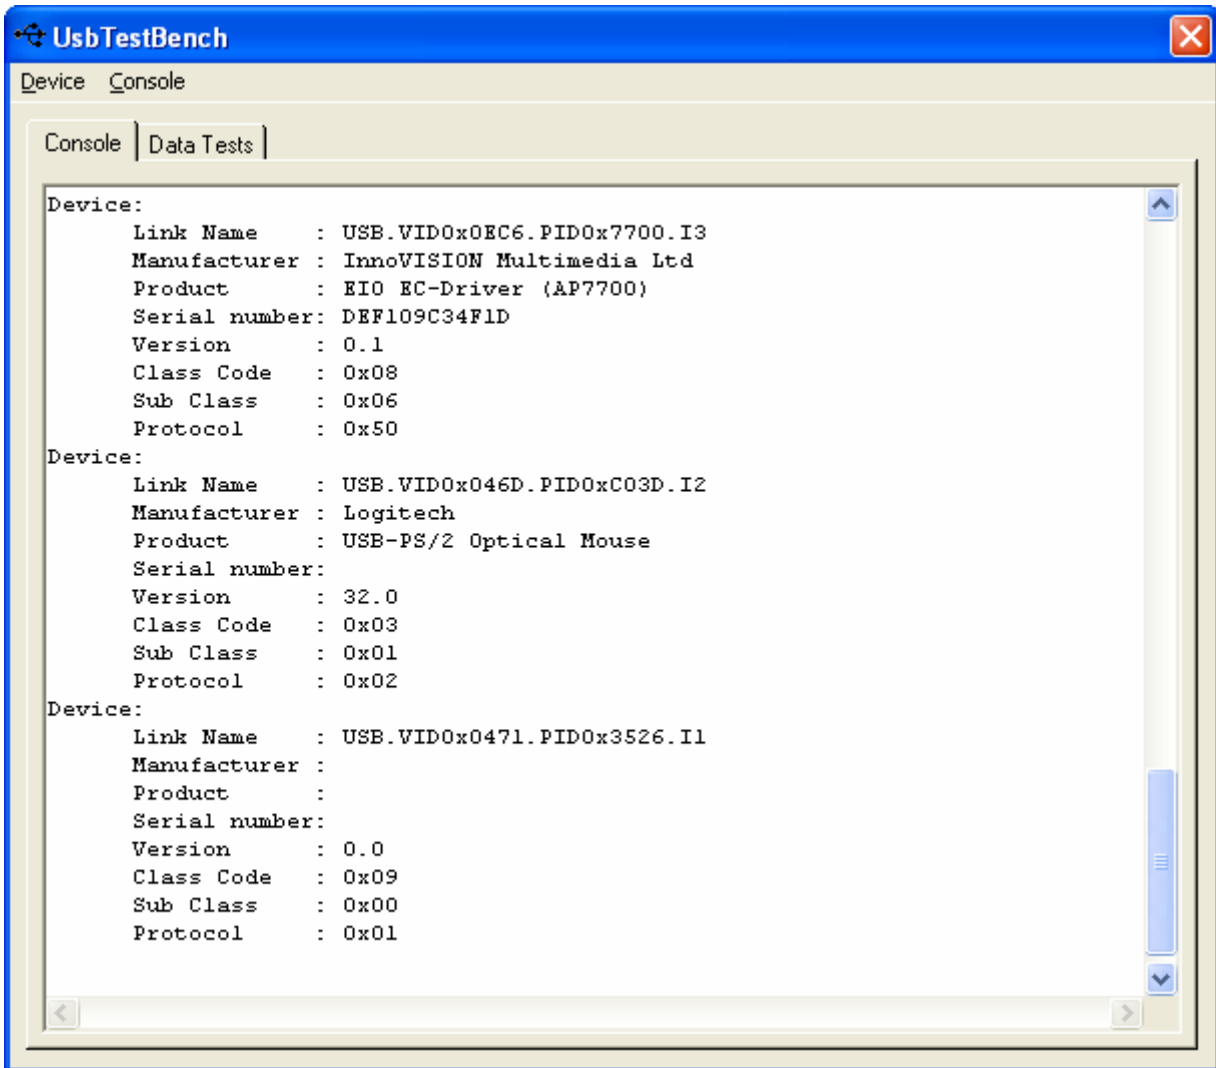 UsbTestBench
Device Console
Console Data Tests
Device:
Link Name : USB.VID0x0EC6.PID0x7700.I3
Manufacturer : InnoVISION Multimedia Ltd
Product : EIO EC-Driver (AP7700)
Serial number: DEF109C34F1D
Version : 0.1
Class Code : 0x08
Sub Class : 0x06
Protocol : 0x50
Device:
Link Name : USB.VID0x046D.PID0xC03D.I2
Manufacturer : Logitech
Product : USB-PS/2 Optical Mouse
Serial number:
Version : 32.0
Class Code : 0x03
Sub Class : 0x01
Protocol : 0x02
Device:
Link Name : USB.VID0x0471.PID0x3526.I1
Manufacturer :
Product :
Serial number:
Version : 0.0
Class Code : 0x09
Sub Class : 0x00
Protocol : 0x01